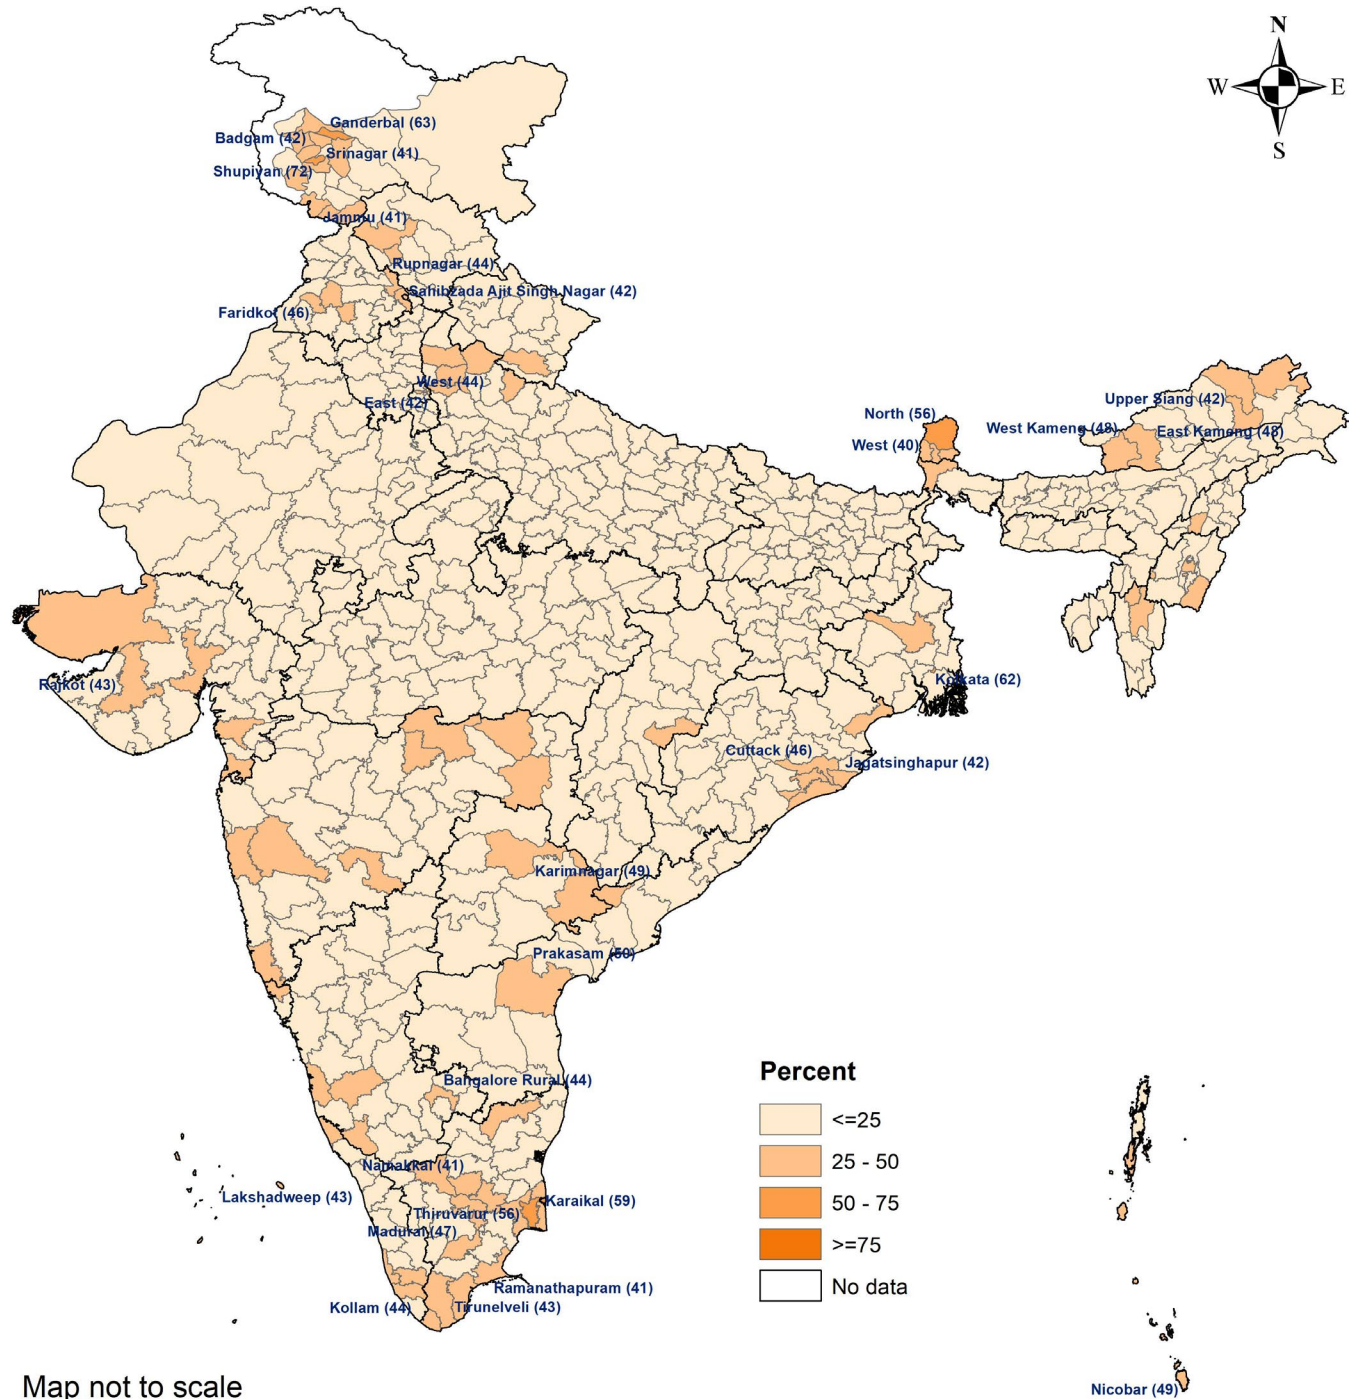 N
W E
S
Ganderbal (63)
Badgam (42)
Srinagar (41)
Shupiyan (72)
Jammu (41)
Rupnagar (44)
Sahibzada Ajit Singh Nagar (42)
Faridkot (46)
West (44)
East (42)
North (56)
West (40)
Upper Siang (42)
West Kameng (48)
East Kameng (48)
Rajkot (43)
Kolkata (62)
Cuttack (46)
Jagatsinghapur (42)
Karimnagar (49)
Prakasam (50)
Bangalore Rural (44)
Namakkal (41)
Lakshadweep (43)
Karaikal (59)
Thiruvarur (56)
Madurai (47)
Ramanathapuram (41)
Kollam (44)
Tirunelveli (43)
Nicobar (49)
Percent
<=25
25 - 50
50 - 75
>=75
No data
Map not to scale